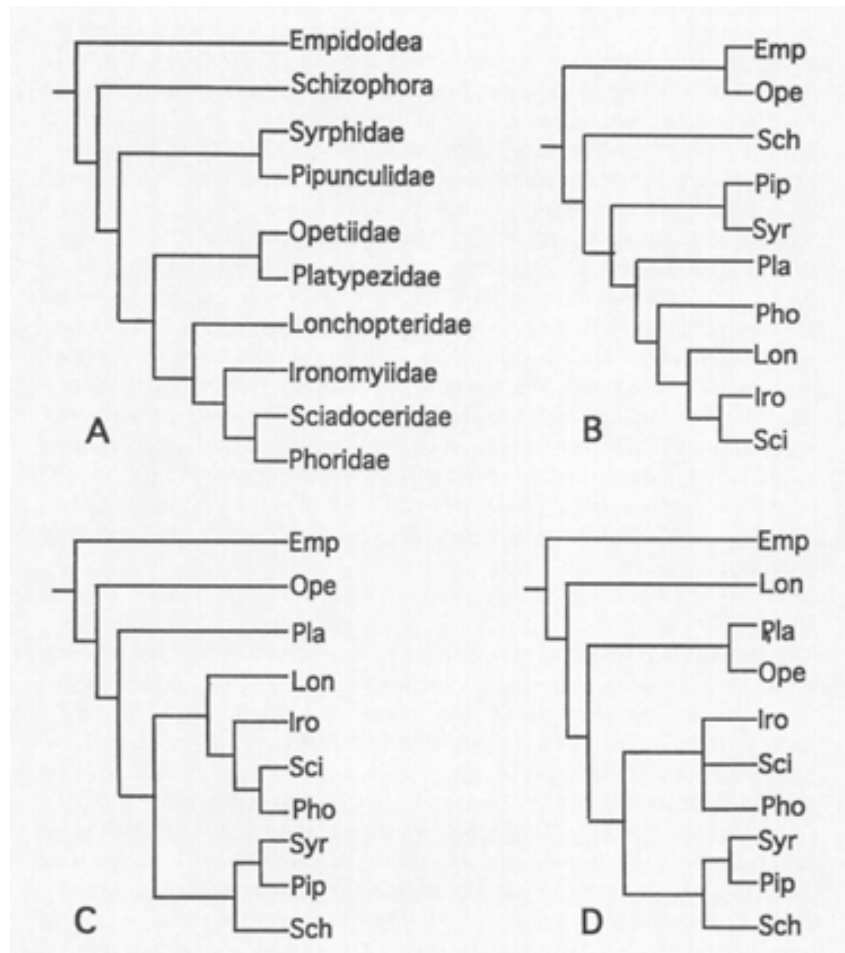 Empidoidea
Schizophora
Syrphidae
Pipunculidae
Opetiidae
Platypezidae
Lonchopteridae
Ironomyiidae
Sciadoceridae
Phoridae
A
Emp
Ope
Sch
Pip
Syr
Pla
Pho
Lon
Iro
Sci
B
Emp
Ope
Pla
Lon
Iro
Sci
Pho
Syr
Pip
Sch
C
Emp
Lon
Pla
Ope
Iro
Sci
Pho
Syr
Pip
Sch
D